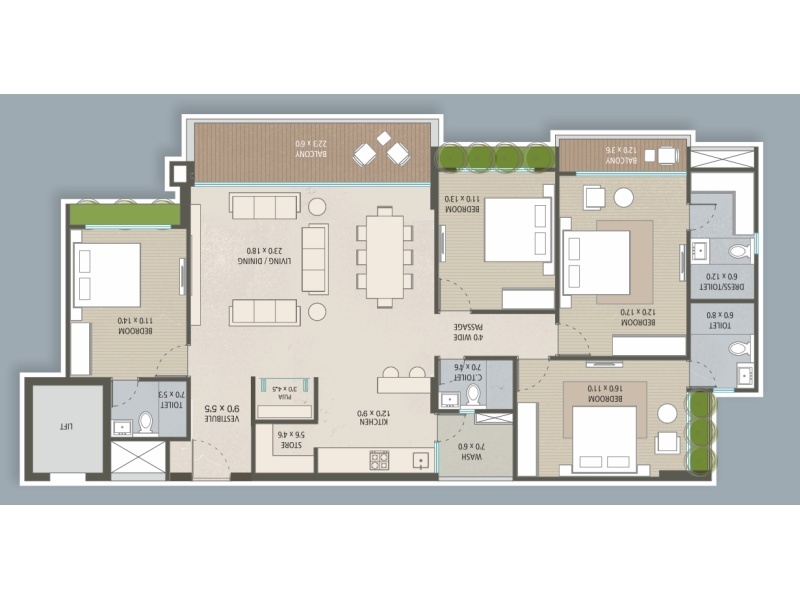 BALCONY
22'3 x 6'0
BALCONY
12'0 x 3'6
BEDROOM
11'0 x 13'0
BEDROOM
12'0 x 17'0
DRESS/TOILET
6'0 x 12'0
LIVING / DINING
23'0 x 18'0
BEDROOM
11'0 x 14'0
4'0 WIDE
PASSAGE
TOILET
6'0 x 8'0
C.TOILET
7'0 x 4'6
PUJA
3'0 x 4'5
BEDROOM
16'0 x 11'0
TOILET
7'0 x 5'3
VESTIBULE
9'0 x 5'5
KITCHEN
12'0 x 9'0
LIFT
STORE
5'6 x 4'6
WASH
7'0 x 6'0